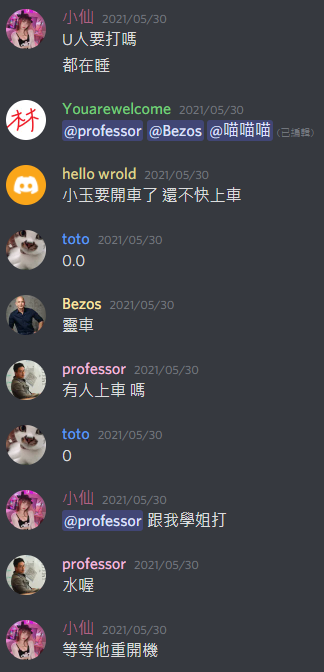 小仙 2021/05/30
U人要打嗎
都在睡
林
Youarewelcome 2021/05/30
@professor @Bezos @喵喵喵 (已編輯)
hello wrold 2021/05/30
小玉要開車了 還不快上車
toto 2021/05/30
0.0
Bezos 2021/05/30
靈車
professor 2021/05/30
有人上車 嗎
toto 2021/05/30
0
小仙 2021/05/30
@professor 跟我學姐打
professor 2021/05/30
水喔
小仙 2021/05/30
等等他重開機